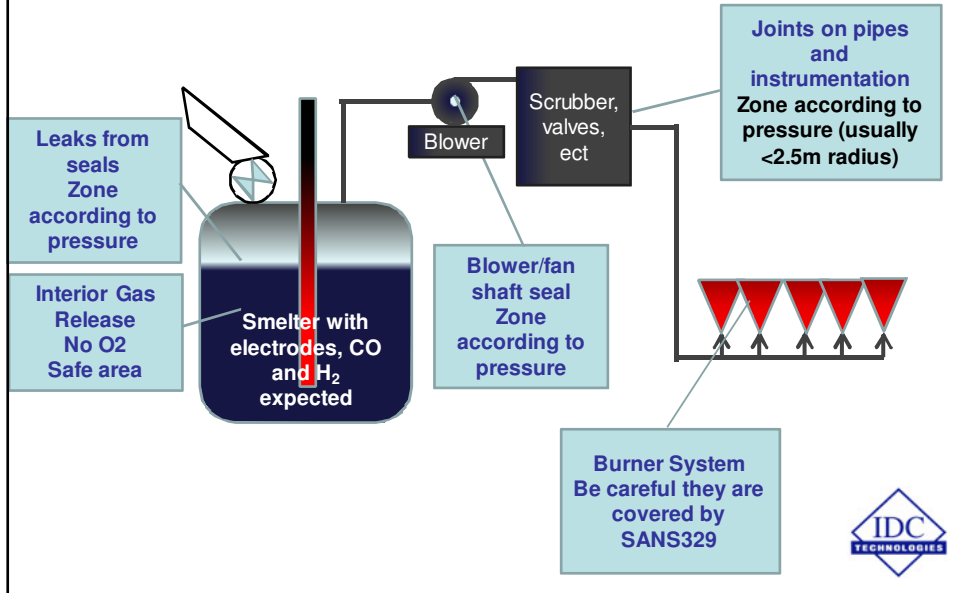 Joints on pipes
and
instrumentation
Zone according to
pressure (usually
<2.5m radius)
Scrubber,
valves,
ect
Blower
Leaks from
seals
Zone
according to
pressure
Interior Gas
Release
No O2
Safe area
Smelter with
electrodes, CO
and H₂
expected
Blower/fan
shaft seal
Zone
according to
pressure
Burner System
Be careful they are
covered by
SANS329
IDC
TECHNOLOGIES